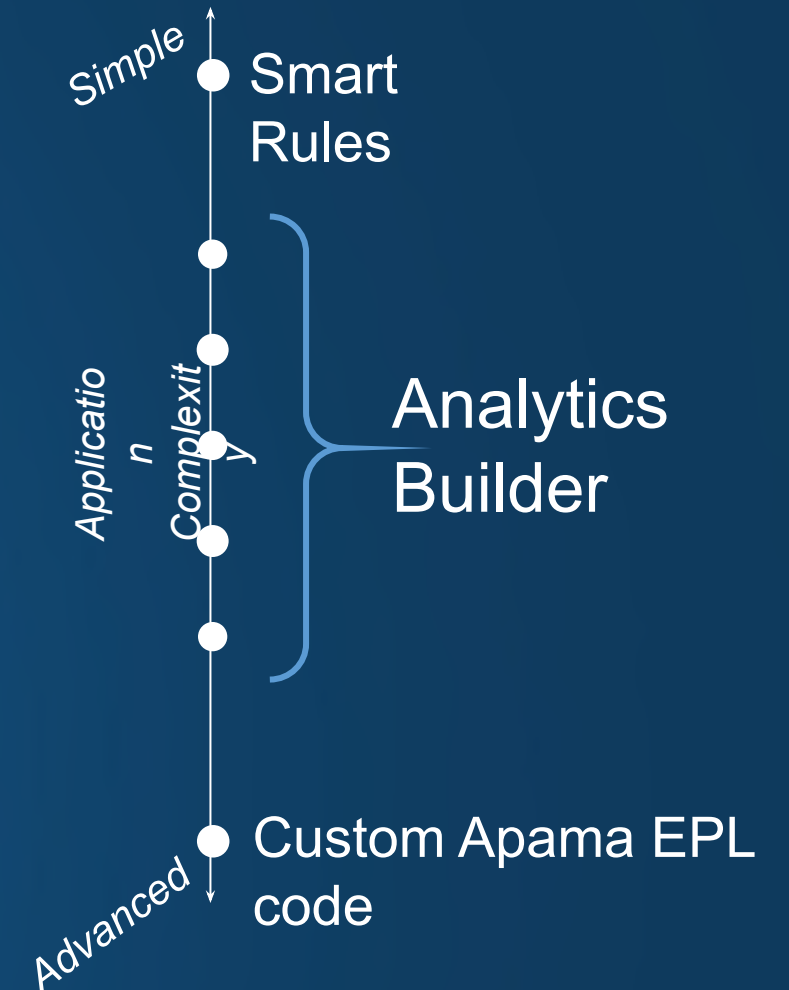 Simple
Smart
Rules
Applicatio
n
Complexit
y
Analytics
Builder
Custom Apama EPL
code
Advanced